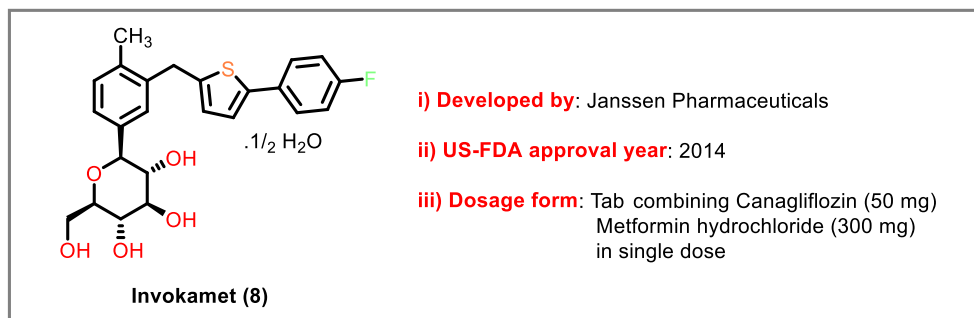 CH3
S
F
.1/2 H2O
O
OH
OH
OH
OH
Invokamet (8)
i) Developed by: Janssen Pharmaceuticals
ii) US-FDA approval year: 2014
iii) Dosage form: Tab combining Canagliflozin (50 mg)
Metformin hydrochloride (300 mg)
in single dose